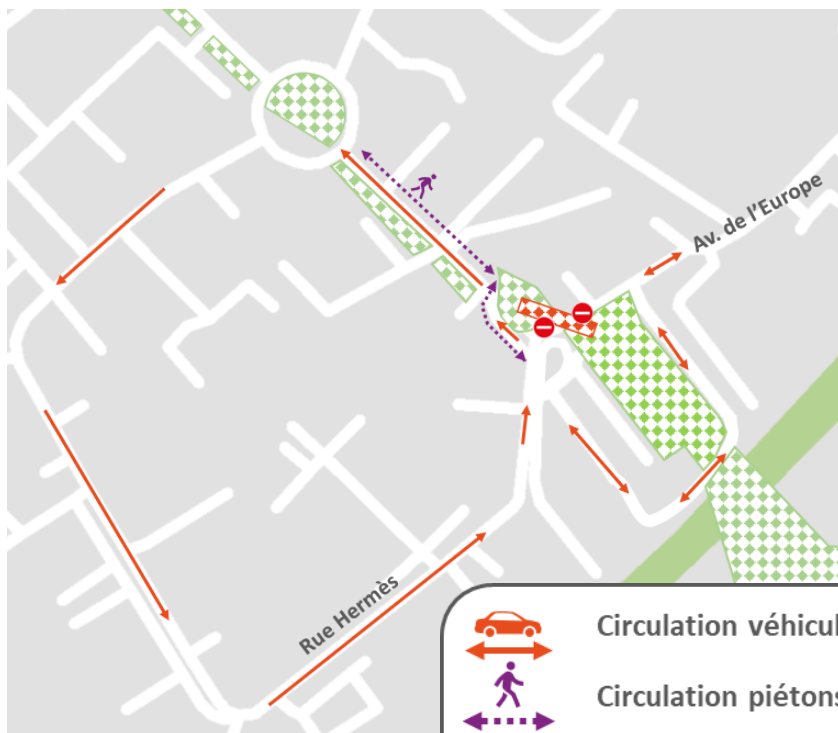 Av. de l'Europe
Rue Hermès
Circulation véhicul
Circulation piétons